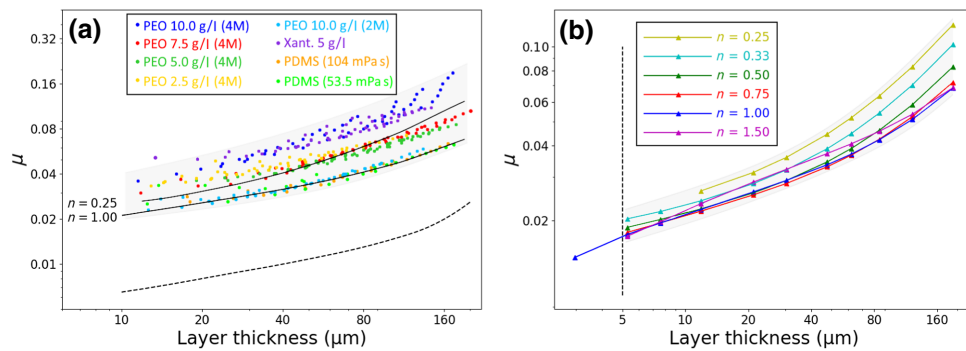 (a)
PEO 10.0 g/l (4M)
PEO 7.5 g/l (4M)
PEO 5.0 g/l (4M)
PEO 2.5 g/l (4M)
PEO 10.0 g/l (2M)
Xant. 5 g/l
PDMS (104 mPa s)
PDMS (53.5 mPa s)
μ
0.32
0.16
0.08
0.04
0.02
0.01
n = 0.25
n = 1.00
10 20 40 80 160
Layer thickness (μm)
(b)
n = 0.25
n = 0.33
n = 0.50
n = 0.75
n = 1.00
n = 1.50
μ
0.10
0.08
0.06
0.04
0.02
5 10 20 40 80 160
Layer thickness (μm)